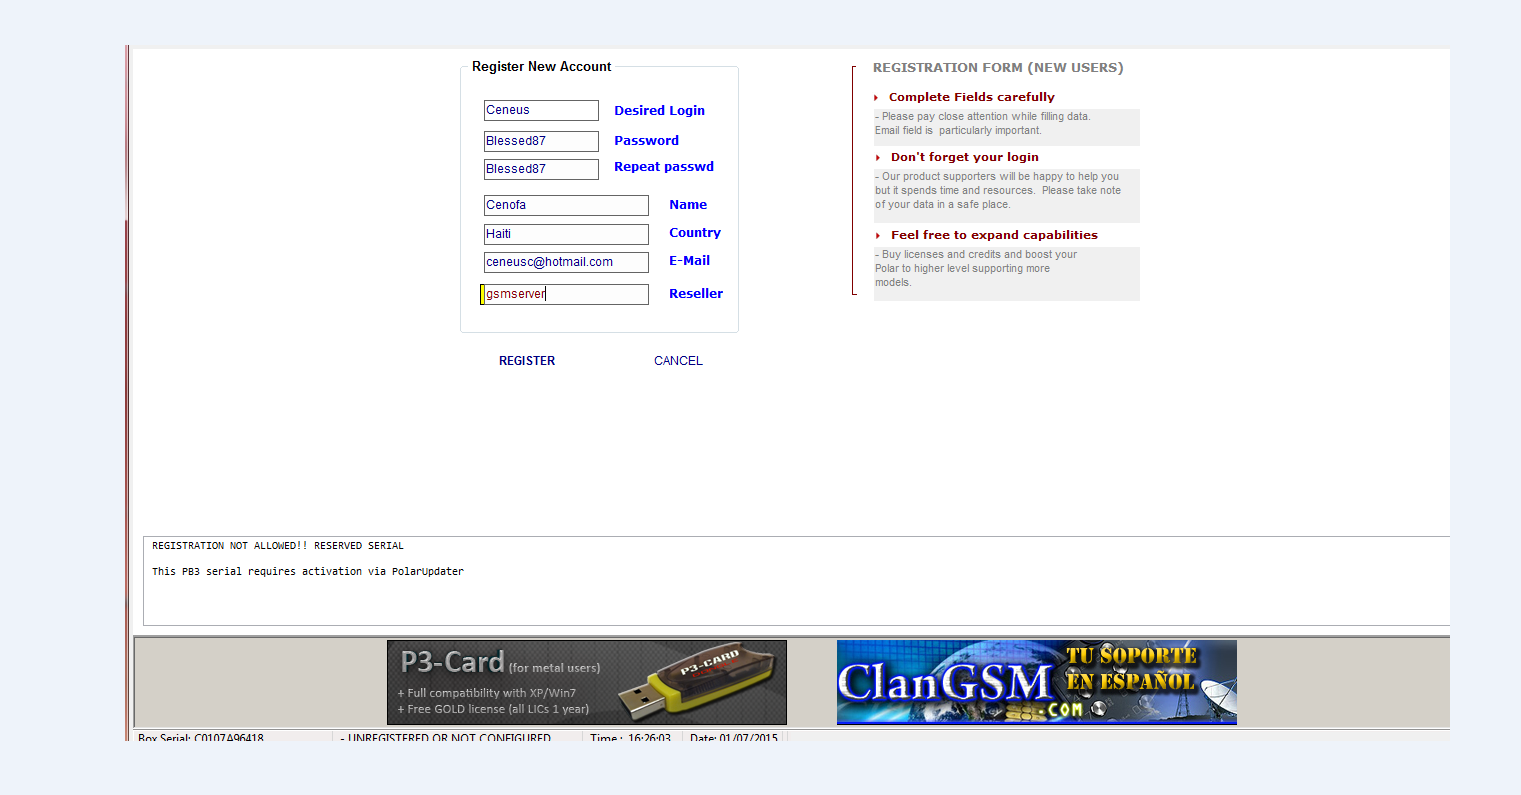 Register New Account
Ceneus Desired Login
Blessed87 Password
Blessed87 Repeat passwd
Cenofa Name
Haiti Country
ceneusc@hotmail.com E-Mail
gsmserver Reseller
REGISTER CANCEL
REGISTRATION FORM (NEW USERS)
Complete Fields carefully
- Please pay close attention while filling data.
Email field is particularly important.
Don't forget your login
- Our product supporters will be happy to help you
but it spends time and resources. Please take note
of your data in a safe place.
Feel free to expand capabilities
- Buy licenses and credits and boost your
Polar to higher level supporting more
models.
REGISTRATION NOT ALLOWED!! RESERVED SERIAL
This PB3 serial requires activation via PolarUpdater
P3-Card (for metal users)
+ Full compatibility with XP/Win7
+ Free GOLD license (all LICs 1 year)
P3-CARD
ClanGSM
.COM
TU SOPORTE
EN ESPAÑOL
Box Serial: C0107A96418 - UNREGISTERED OR NOT CONFIGURED Time : 16:26:03 Date: 01/07/2015